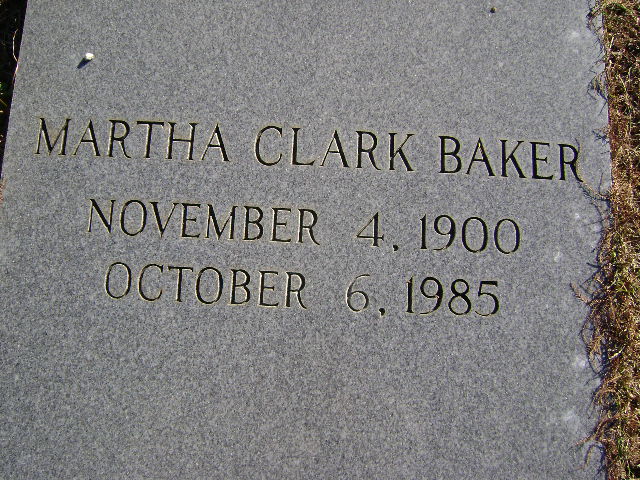 MARTHA CLARK BAKER
NOVEMBER 4, 1900
OCTOBER 6, 1985